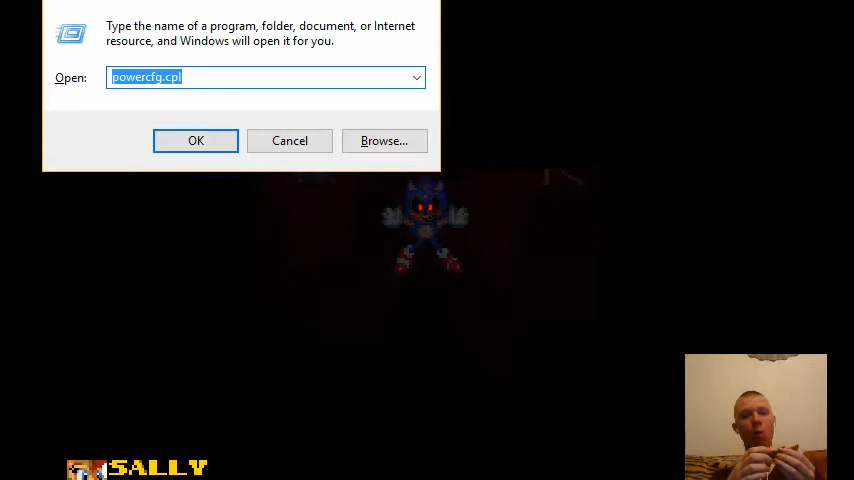 Type the name of a program, folder, document, or Internet
resource, and Windows will open it for you.
Open: powercfg.cpl
OK Cancel Browse...
SALLY